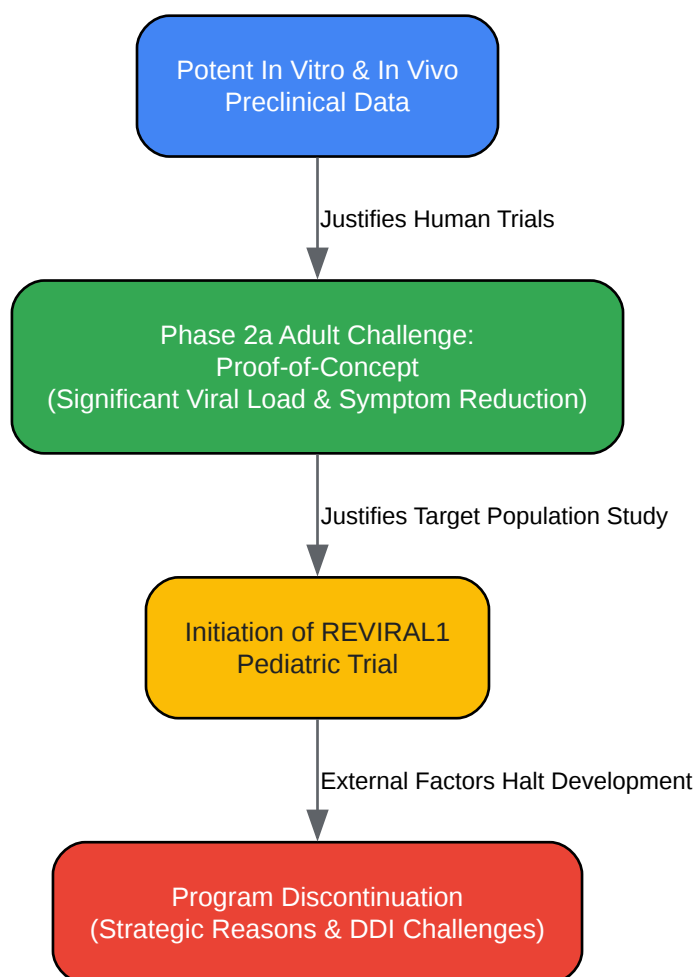 Potent In Vitro & In Vivo
Preclinical Data
Justifies Human Trials
Phase 2a Adult Challenge:
Proof-of-Concept
(Significant Viral Load & Symptom Reduction)
Justifies Target Population Study
Initiation of REVIRAL1
Pediatric Trial
External Factors Halt Development
Program Discontinuation
(Strategic Reasons & DDI Challenges)